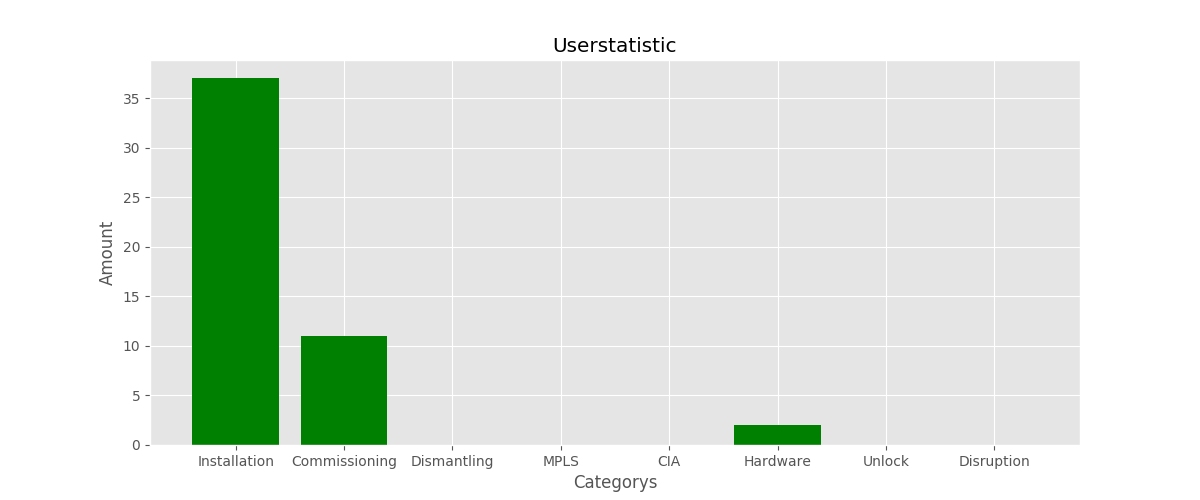 Userstatistic
Amount
35
30
25
20
15
10
5
0
Installation Commissioning Dismantling MPLS CIA Hardware Unlock Disruption
Categorys